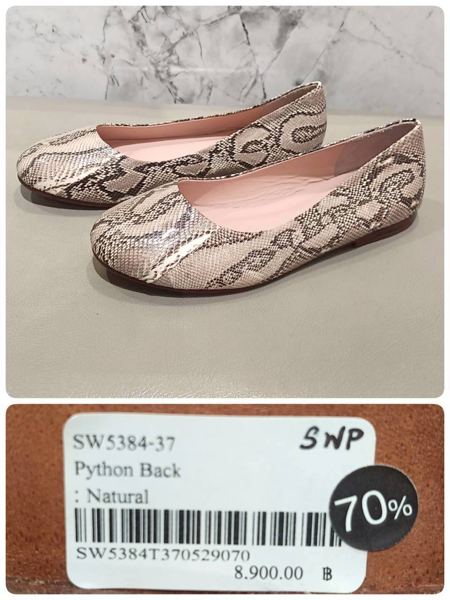 SW5384-37 SWP
Python Back
: Natural
70%
SW5384T370529070
8.900.00 ฿